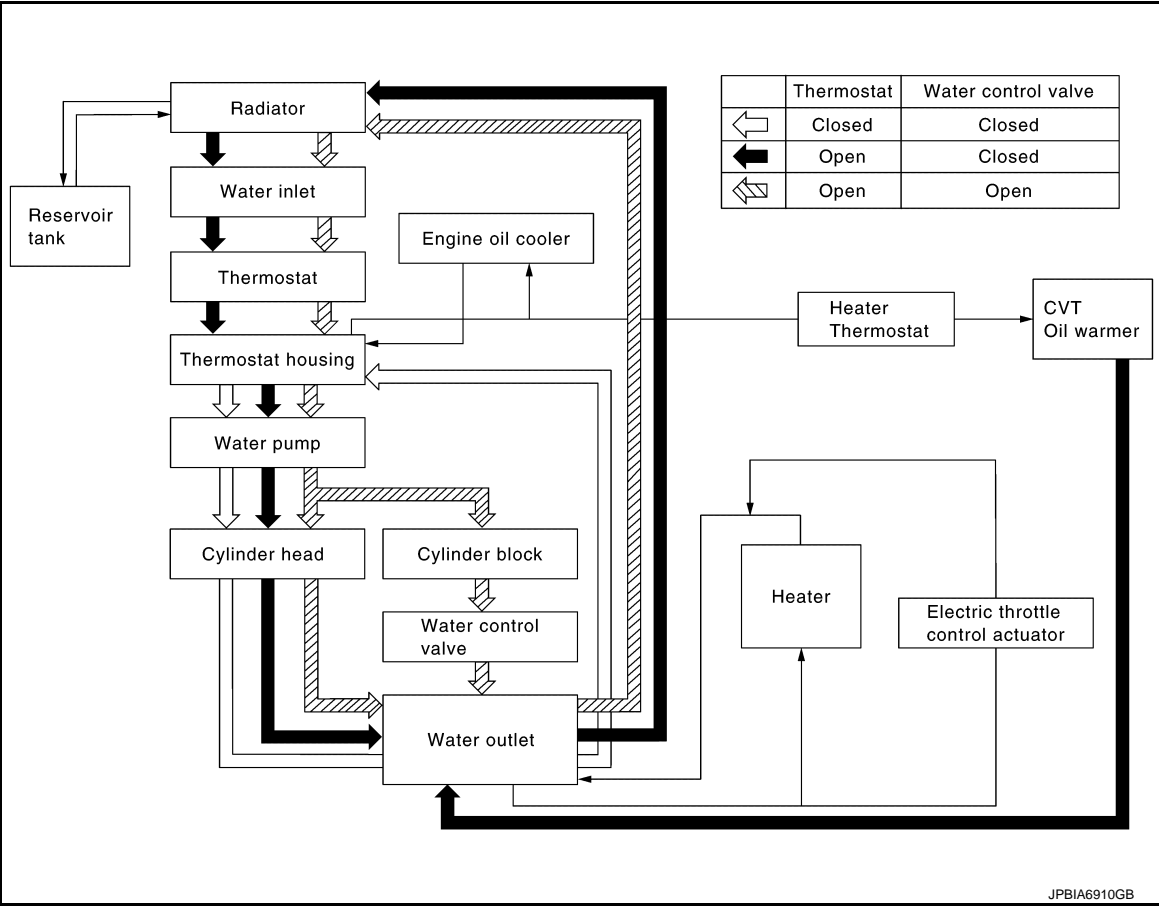 Thermostat Water control valve
Closed Closed
Open Closed
Open Open
Radiator
Water inlet
Reservoir
tank
Engine oil cooler
Thermostat
Heater
Thermostat
CVT
Oil warmer
Thermostat housing
Water pump
Cylinder head
Cylinder block
Heater
Electric throttle
control actuator
Water control
valve
Water outlet
JPBIA6910GB